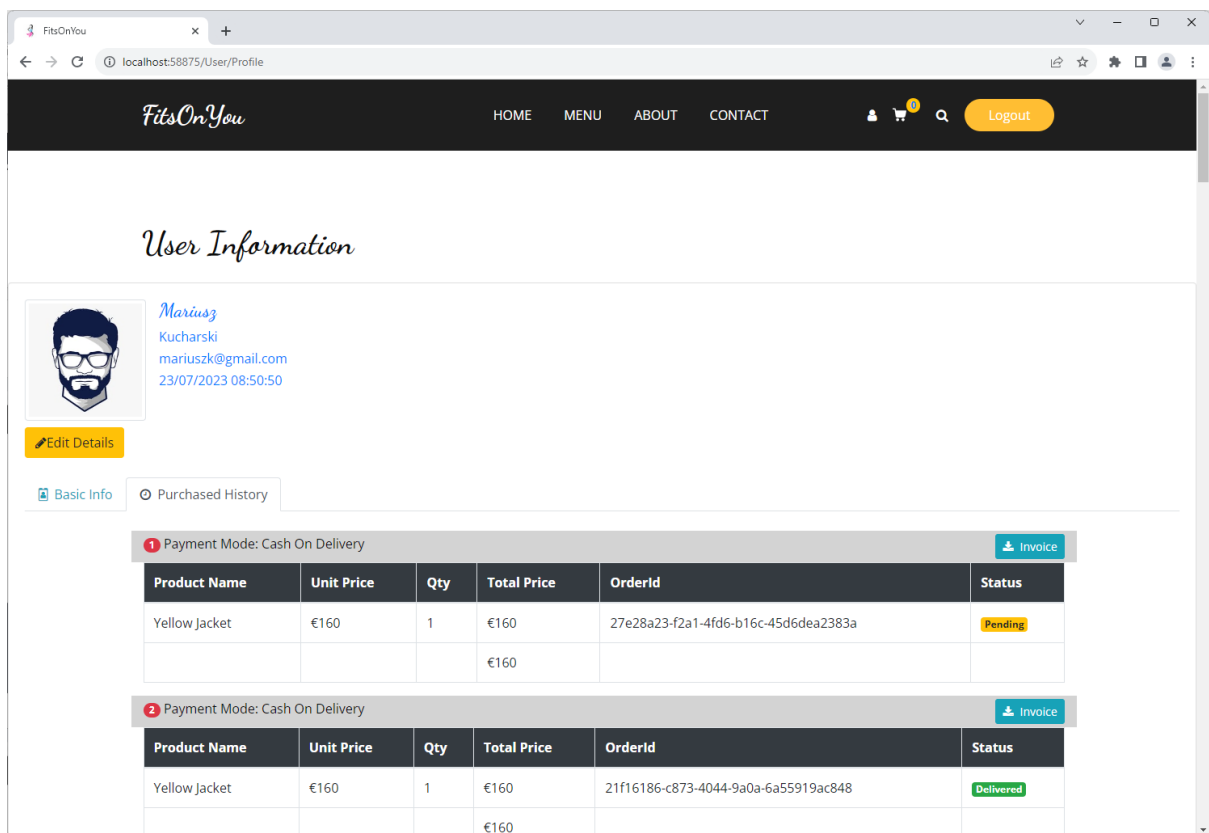 FitsOnYou
localhost:58875/User/Profile
FitsOnYou HOME MENU ABOUT CONTACT 0 Logout
User Information
Mariusz
Kucharski
mariuszk@gmail.com
23/07/2023 08:50:50
Edit Details
Basic Info Purchased History
1 Payment Mode: Cash On Delivery Invoice
Product Name Unit Price Qty Total Price OrderId Status
Yellow Jacket €160 1 €160 27e28a23-f2a1-4fd6-b16c-45d6dea2383a Pending
€160
2 Payment Mode: Cash On Delivery Invoice
Product Name Unit Price Qty Total Price OrderId Status
Yellow Jacket €160 1 €160 21f16186-c873-4044-9a0a-6a55919ac848 Delivered
€160